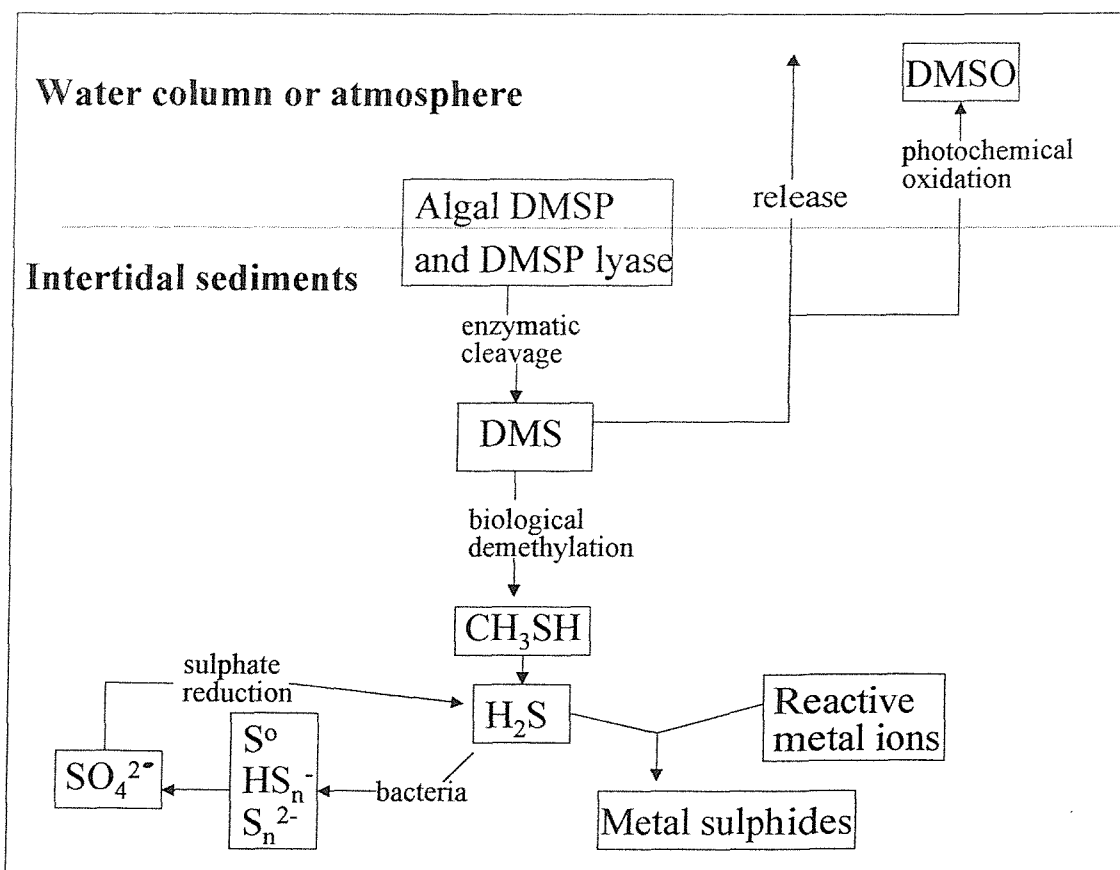 DMSO
Water column or atmosphere
photochemical
oxidation
release
Algal DMSP
and DMSP lyase
Intertidal sediments
enzymatic
cleavage
DMS
biological
demethylation
CH₃SH
sulphate
reduction
H₂S
Reactive
metal ions
S⁰
HSₙ⁻
Sₙ²⁻
SO₄²⁻
bacteria
Metal sulphides